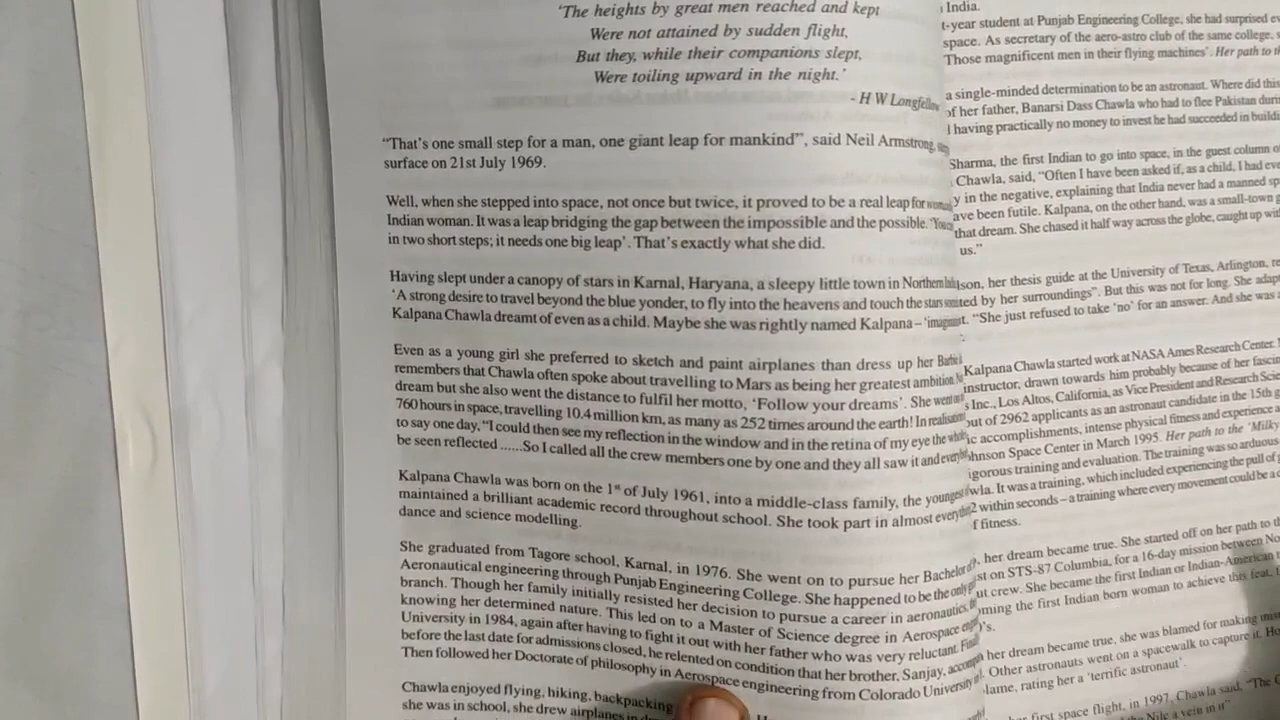 'The heights by great men reached and kept
Were not attained by sudden flight,
But they, while their companions slept,
Were toiling upward in the night.'
- H W Longfellow
"That's one small step for a man, one giant leap for mankind", said Neil Armstrong,
surface on 21st July 1969.
Well, when she stepped into space, not once but twice, it proved to be a real leap for
Indian woman. It was a leap bridging the gap between the impossible and the possible.
in two short steps; it needs one big leap'. That's exactly what she did.
Having slept under a canopy of stars in Karnal, Haryana, a sleepy little town in Northern
'A strong desire to travel beyond the blue yonder, to fly into the heavens and touch the stars
Kalpana Chawla dreamt of even as a child. Maybe she was rightly named Kalpana –
Even as a young girl she preferred to sketch and paint airplanes than dress up her
remembers that Chawla often spoke about travelling to Mars as being her greatest ambition.
dream but she also went the distance to fulfil her motto, 'Follow your dreams'. She went
760 hours in space, travelling 10.4 million km, as many as 252 times around the earth! In
to say one day, "I could then see my reflection in the window and in the retina of my eye the
be seen reflected ......So I called all the crew members one by one and they all saw it and
Kalpana Chawla was born on the 1st of July 1961, into a middle-class family, the youngest
maintained a brilliant academic record throughout school. She took part in almost
dance and science modelling.
She graduated from Tagore school, Karnal, in 1976. She went on to pursue her Bachelor
Aeronautical engineering through Punjab Engineering College. She happened to be the only
branch. Though her family initially resisted her decision to pursue a career in aeronautics,
knowing her determined nature. This led on to a Master of Science degree in Aerospace
University in 1984, again after having to fight it out with her father who was very reluctant.
before the last date for admissions closed, he relented on condition that her brother, Sanjay,
Then followed her Doctorate of philosophy in Aerospace engineering from Colorado University
Chawla enjoyed flying, hiking, backpacking
she was in school, she drew airplanes in
India.
-year student at Punjab Engineering College, she had surprised
space. As secretary of the aero-astro club of the same college,
Those magnificent men in their flying machines'. Her path to
a single-minded determination to be an astronaut. Where did this
of her father, Banarsi Dass Chawla who had to flee Pakistan
having practically no money to invest he had succeeded in
Sharma, the first Indian to go into space, in the guest column
Chawla, said, "Often I have been asked if, as a child, I had
in the negative, explaining that India never had a manned
ave been futile. Kalpana, on the other hand, was a small-town
that dream. She chased it half way across the globe, caught up
us."
son, her thesis guide at the University of Texas, Arlington,
ted by her surroundings". But this was not for long. She
"She just refused to take 'no' for an answer. And she was
Kalpana Chawla started work at NASA Ames Research Center.
instructor, drawn towards him probably because of her
Inc., Los Altos, California, as Vice President and Research
out of 2962 applicants as an astronaut candidate in the 15th
ic accomplishments, intense physical fitness and experience
hnson Space Center in March 1995. Her path to the 'Milky
igorous training and evaluation. The training was so arduous
wla. It was a training, which included experiencing the pull of
within seconds – a training where every movement could be a
f fitness.
her dream became true. She started off on her path to
st on STS-87 Columbia, for a 16-day mission between
ut crew. She became the first Indian or Indian-American
oming the first Indian born woman to achieve this feat,
her dream became true, she was blamed for making
Other astronauts went on a spacewalk to capture it.
lame, rating her a 'terrific astronaut'.
first space flight, in 1997, Chawla said, "The
Nile a vein in it"